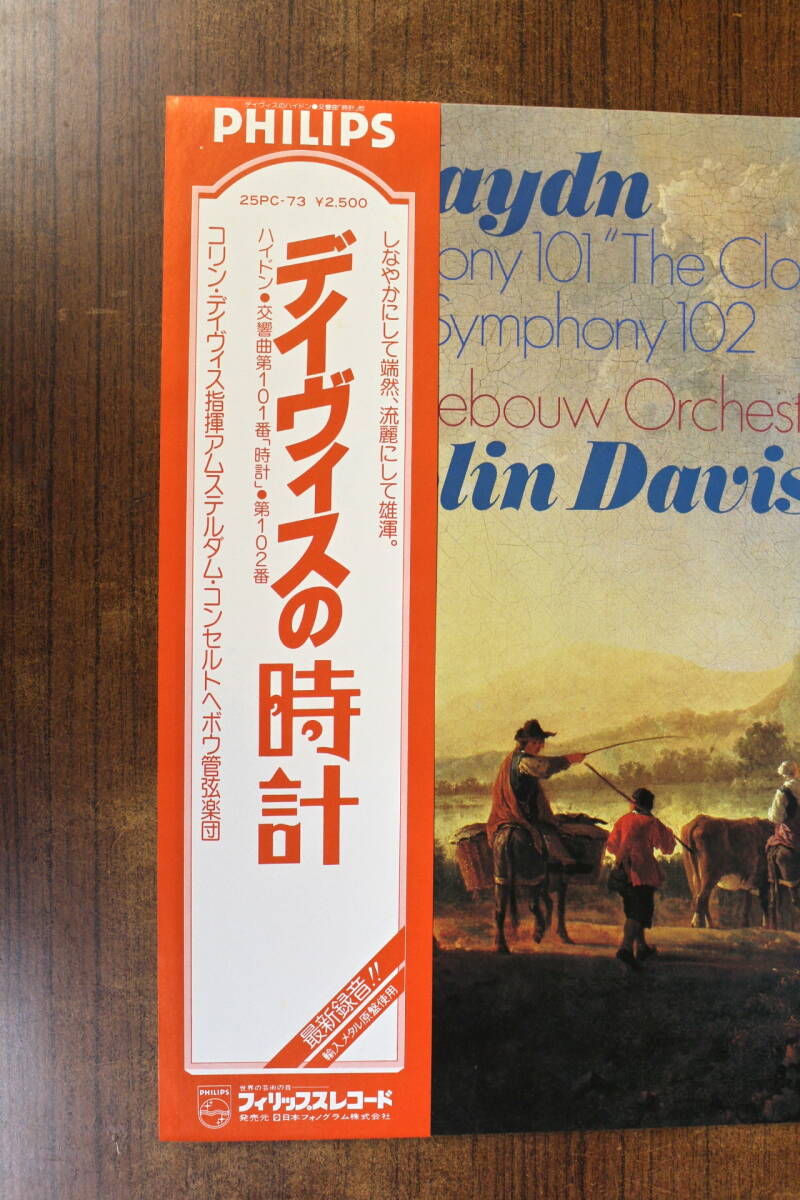 デイヴィスのハイドン●交響曲「時計」他
PHILIPS
25PC-73 ¥2,500
しなやかにして端然、流麗にして雄渾。
デイヴィスの時計
ハイドン●交響曲第101番「時計」●第102番
コリン・デイヴィス指揮アムステルダム・コンセルトヘボウ管弦楽団
最新録音!!
輸入メタル原盤使用
PHILIPS
世界の芸術の音
フィリップスレコード
発売元 日本フォノグラム株式会社
aydn
ony 101 "The Clo
Symphony 102
ebouw Orchest
lin Davis